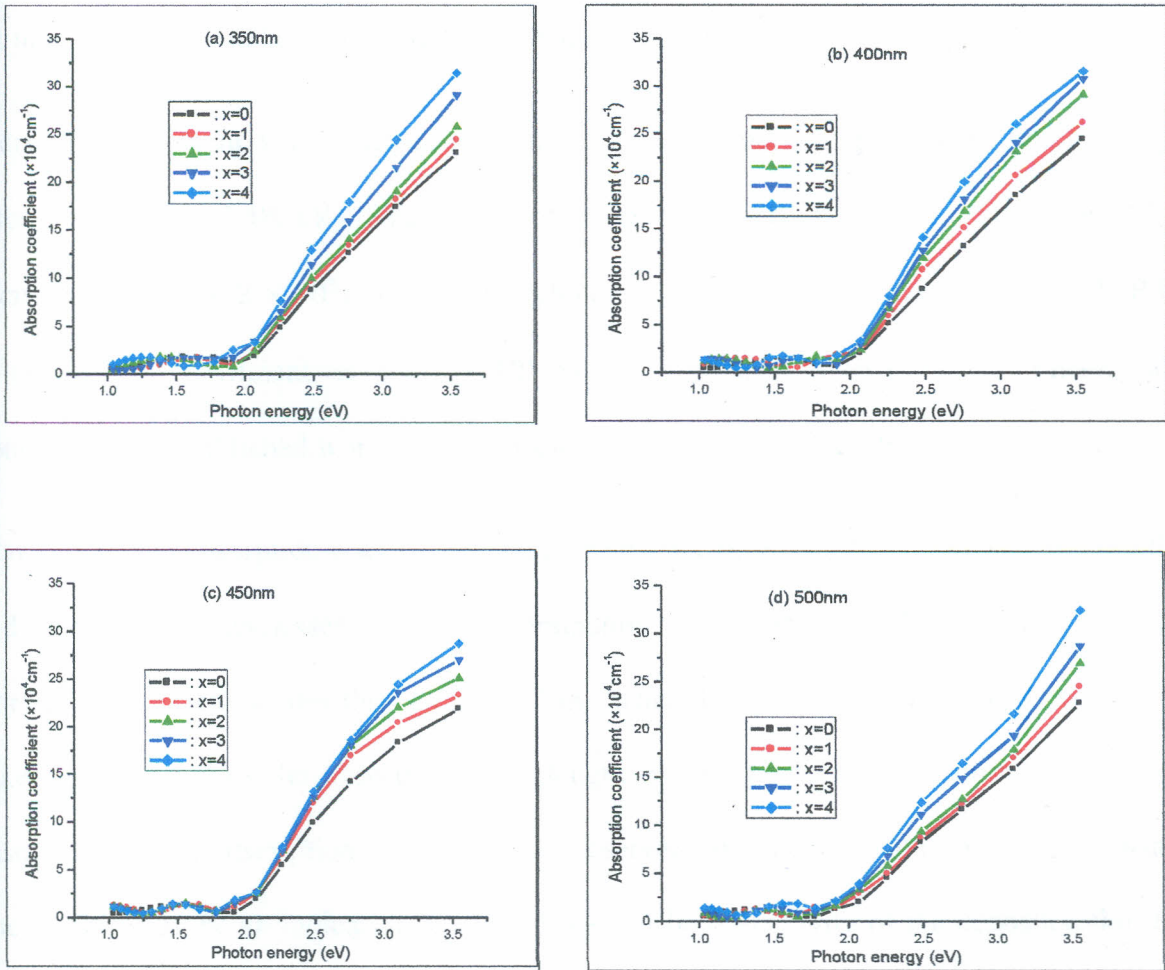 (a) 350nm
Absorption coefficient (×10⁴cm⁻¹)
35
30
25
20
15
10
5
0
: x=0
: x=1
: x=2
: x=3
: x=4
1.0 1.5 2.0 2.5 3.0 3.5
Photon energy (eV)
(b) 400nm
Absorption coefficient (×10⁴cm⁻¹)
35
30
25
20
15
10
5
0
: x=0
: x=1
: x=2
: x=3
: x=4
1.0 1.5 2.0 2.5 3.0 3.5
Photon energy (eV)
(c) 450nm
Absorption coefficient (×10⁴cm⁻¹)
35
30
25
20
15
10
5
0
: x=0
: x=1
: x=2
: x=3
: x=4
1.0 1.5 2.0 2.5 3.0 3.5
Photon energy (eV)
(d) 500nm
Absorption coefficient (×10⁴cm⁻¹)
35
30
25
20
15
10
5
0
: x=0
: x=1
: x=2
: x=3
: x=4
1.0 1.5 2.0 2.5 3.0 3.5
Photon energy (eV)